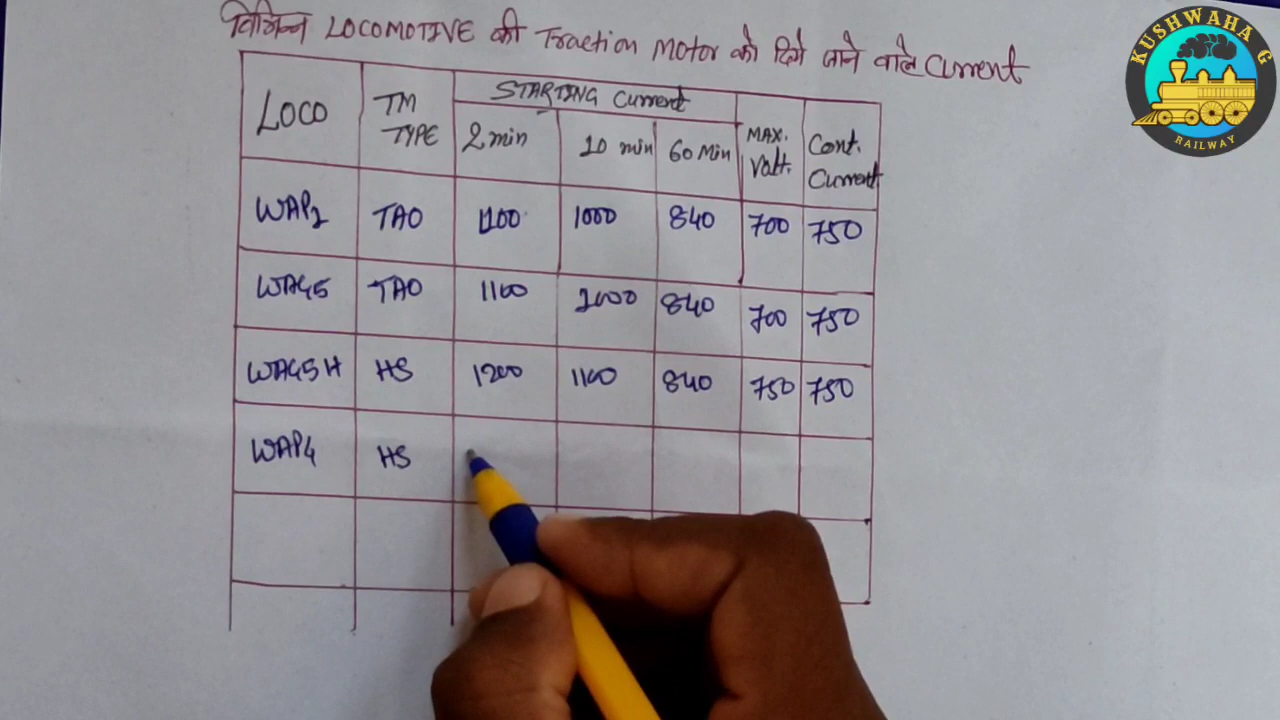 विभिन्न LOCOMOTIVE की Traction Motor को दिये जाने वाले Current
LOCO TM TYPE STARTING Current MAX. Volt. Cont. Current
2 min 10 min 60 Min
WAP1 TAO 1100 1000 840 700 750
WAG5 TAO 1100 1000 840 700 750
WAG5H HS 1200 1100 840 750 750
WAP4 HS
KUSHWAHA G
RAILWAY